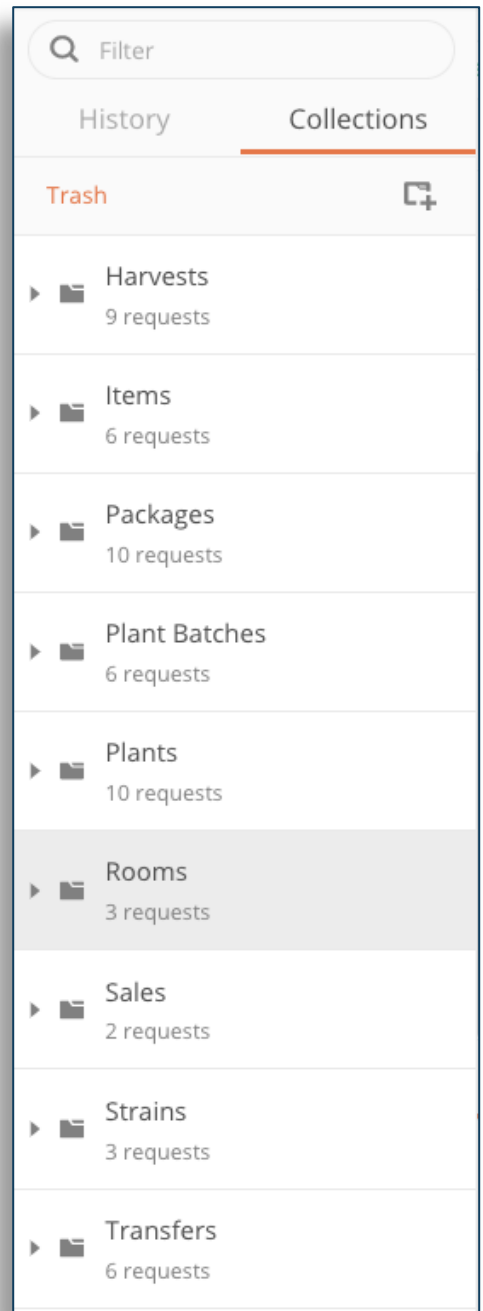 Filter
History Collections
Trash
Harvests
9 requests
Items
6 requests
Packages
10 requests
Plant Batches
6 requests
Plants
10 requests
Rooms
3 requests
Sales
2 requests
Strains
3 requests
Transfers
6 requests